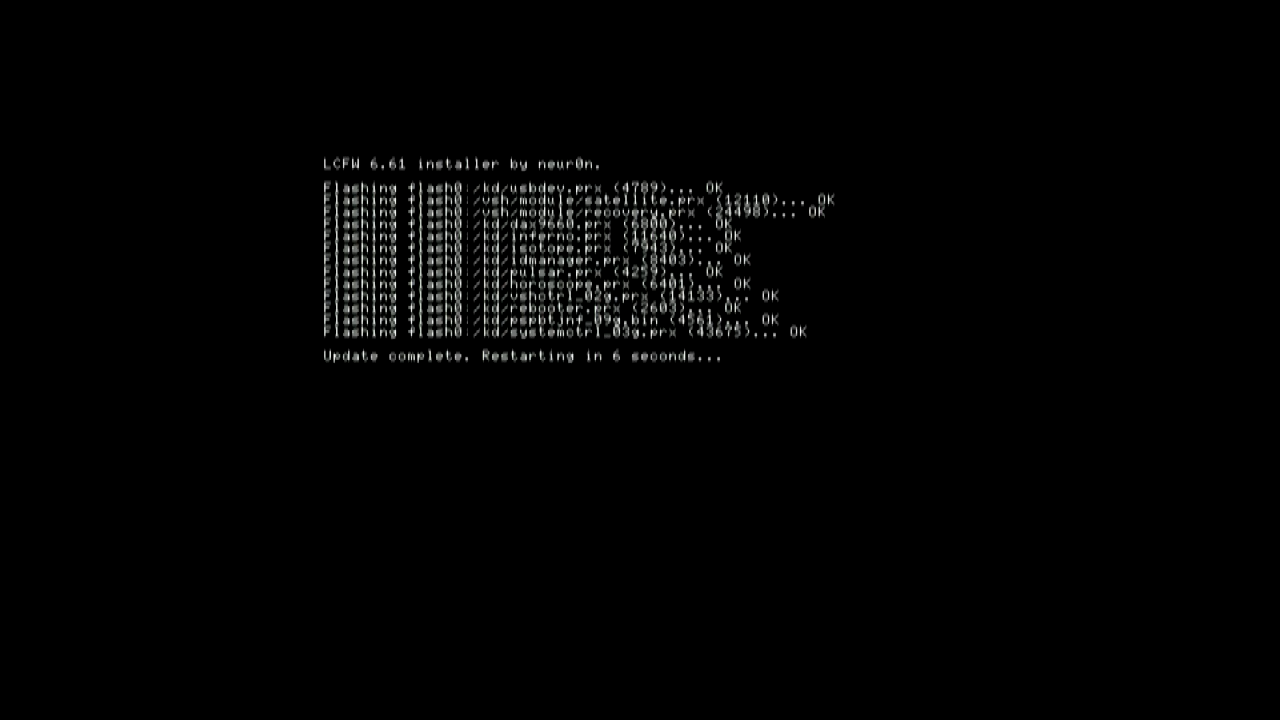 LCFW 6.61 installer by neur0n.
Flashing flash0:/kd/usbdev.prx (4789)... OK
Flashing flash0:/vsh/module/satellite.prx (12110)... OK
Flashing flash0:/vsh/module/recovery.prx (24498)... OK
Flashing flash0:/kd/dax9660.prx (6800)... OK
Flashing flash0:/kd/inferno.prx (11640)... OK
Flashing flash0:/kd/isotope.prx (7943)... OK
Flashing flash0:/kd/idmanager.prx (8403)... OK
Flashing flash0:/kd/pulsar.prx (4259)... OK
Flashing flash0:/kd/horoscope.prx (6401)... OK
Flashing flash0:/kd/vshctrl_02g.prx (14133)... OK
Flashing flash0:/kd/rebooter.prx (2603)... OK
Flashing flash0:/kd/pspbtjnf_09g.bin (4561)... OK
Flashing flash0:/kd/systemctrl_03g.prx (43675)... OK
Update complete. Restarting in 6 seconds...